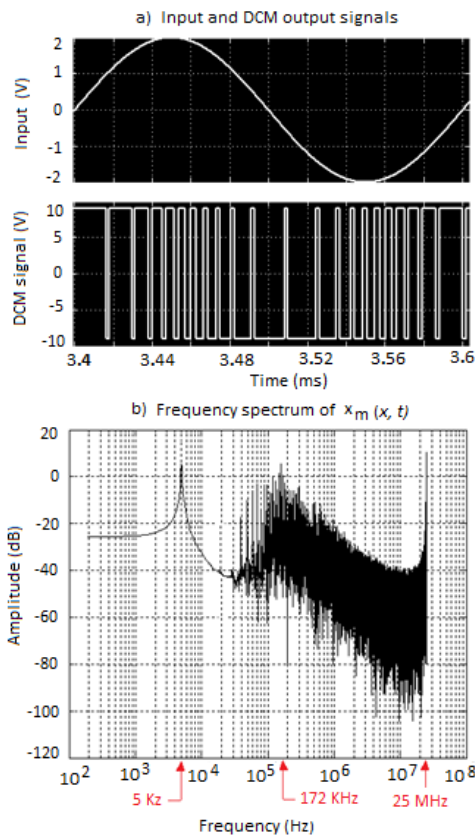 a) Input and DCM output signals
Input (V)
2
1
0
-1
-2
DCM signal (V)
10
5
0
-5
-10
3.4 3.44 3.48 3.52 3.56 3.6
Time (ms)
b) Frequency spectrum of x_m(x, t)
Amplitude (dB)
20
0
-20
-40
-60
-80
-100
-120
10^2 10^3 10^4 10^5 10^6 10^7 10^8
5 Kz 172 KHz 25 MHz
Frequency (Hz)